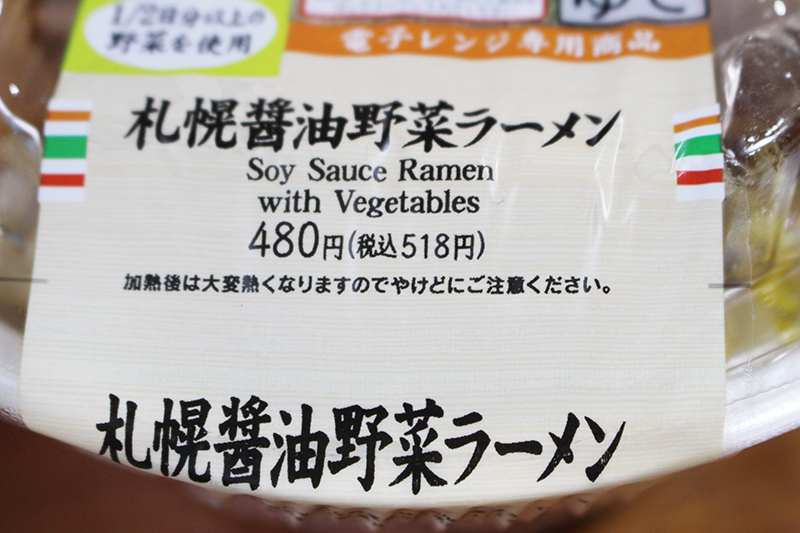 1/2日分以上の
野菜を使用
電子レンジ専用商品
札幌醤油野菜ラーメン
Soy Sauce Ramen
with Vegetables
480円(税込518円)
加熱後は大変熱くなりますのでやけどにご注意ください。
札幌醤油野菜ラーメン